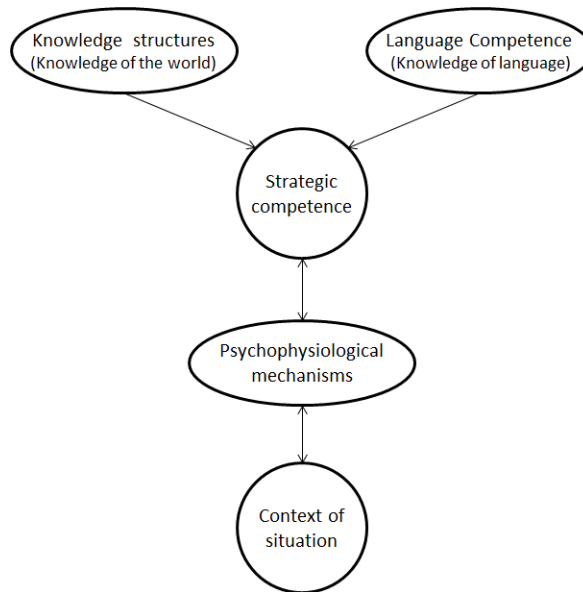 Knowledge structures
(Knowledge of the world)
Language Competence
(Knowledge of language)
Strategic
competence
Psychophysiological
mechanisms
Context of
situation